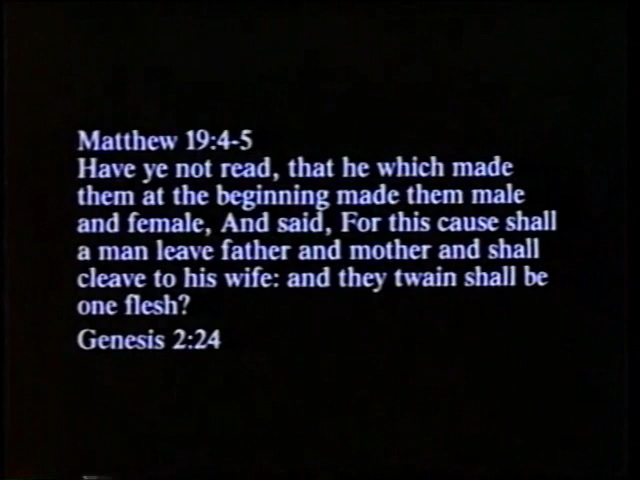 Matthew 19:4-5
Have ye not read, that he which made
them at the beginning made them male
and female, And said, For this cause shall
a man leave father and mother and shall
cleave to his wife: and they twain shall be
one flesh?
Genesis 2:24